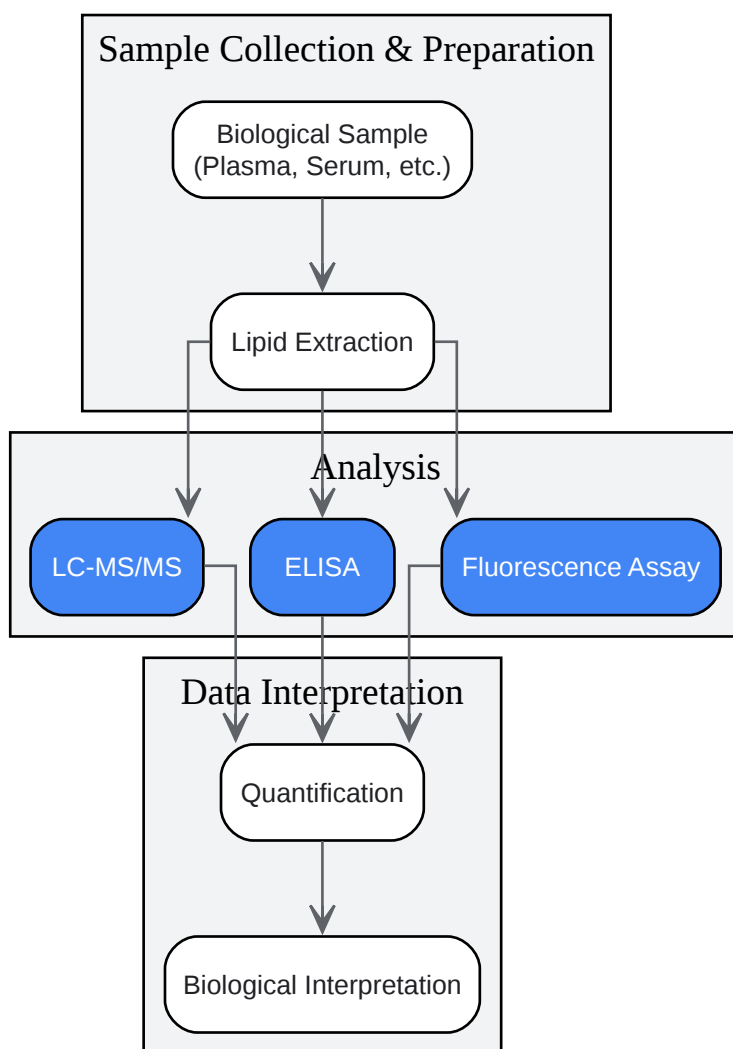 Sample Collection & Preparation
Biological Sample
(Plasma, Serum, etc.)
Lipid Extraction
Analysis
LC-MS/MS
ELISA
Fluorescence Assay
Data Interpretation
Quantification
Biological Interpretation